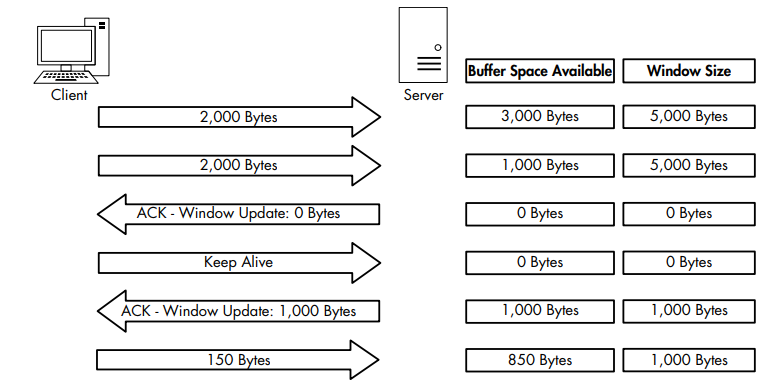 Client
Server
Buffer Space Available
Window Size
2,000 Bytes
3,000 Bytes
5,000 Bytes
2,000 Bytes
1,000 Bytes
5,000 Bytes
ACK - Window Update: 0 Bytes
0 Bytes
0 Bytes
Keep Alive
0 Bytes
0 Bytes
ACK - Window Update: 1,000 Bytes
1,000 Bytes
1,000 Bytes
150 Bytes
850 Bytes
1,000 Bytes